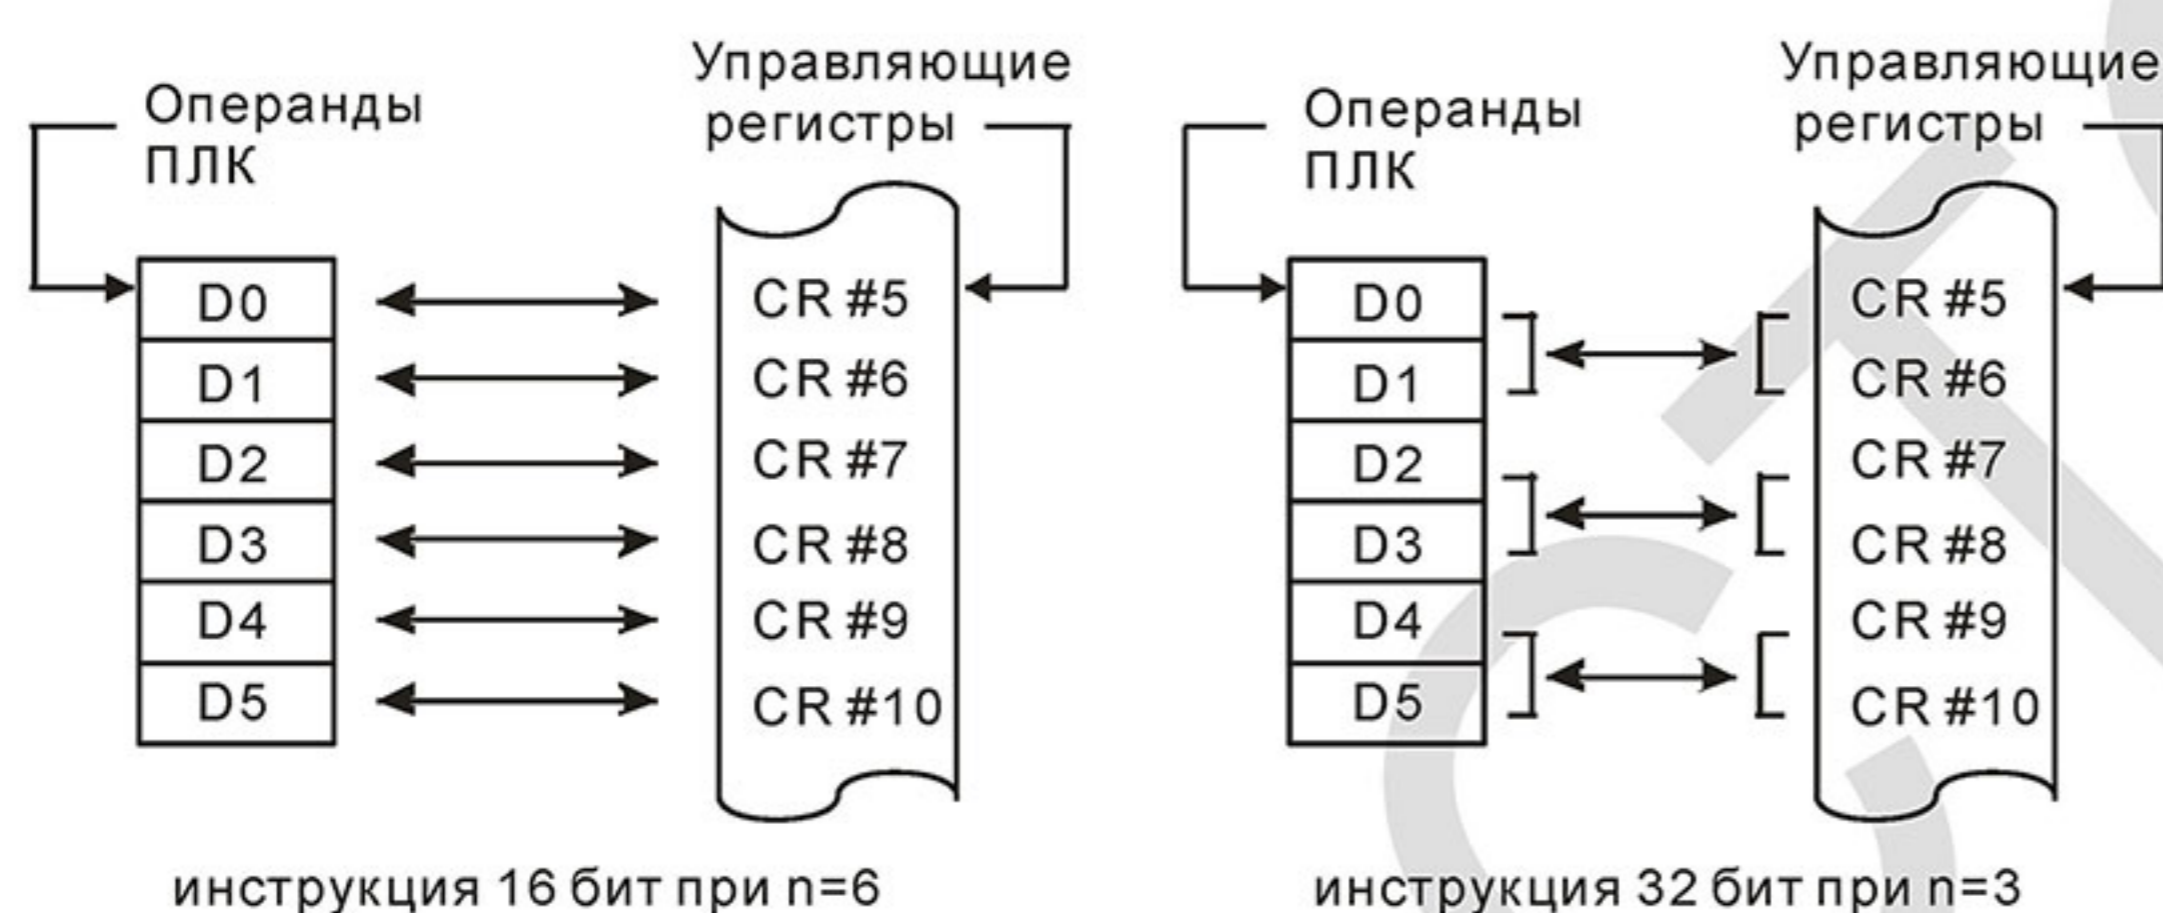 Операнды
ПЛК
Управляющие
регистры
D0
D1
D2
D3
D4
D5
CR #5
CR #6
CR #7
CR #8
CR #9
CR #10
инструкция 16 бит при n=6
Операнды
ПЛК
Управляющие
регистры
D0
D1
D2
D3
D4
D5
CR #5
CR #6
CR #7
CR #8
CR #9
CR #10
инструкция 32 бит при n=3